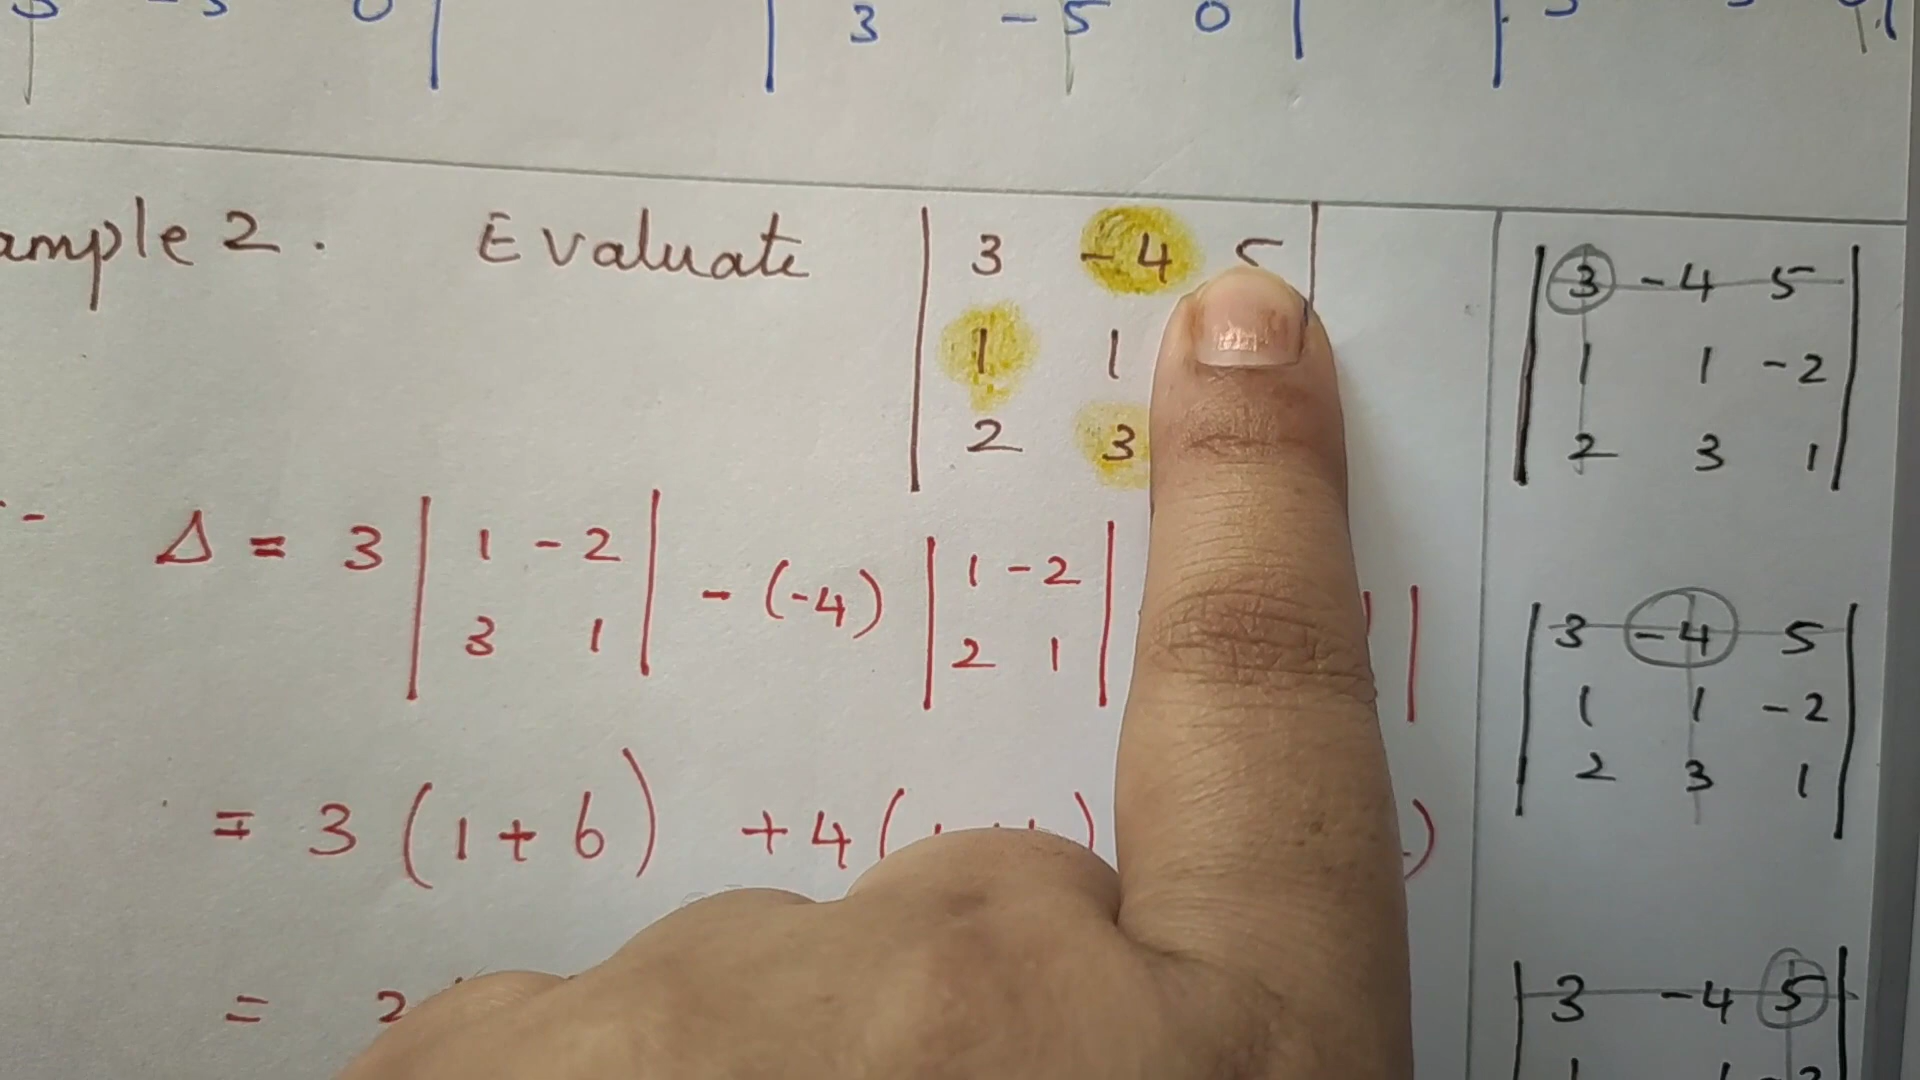 3 -5 0
ample 2. Evaluate
3 -4 5
1 1
2 3
Δ = 3 | 1 -2 | - (-4) | 1 -2 |
3 1 2 1
= 3 (1 + 6) + 4 (
= 2
3 -4 5
1 1 -2
2 3 1
3 -4 5
1 1 -2
2 3 1
3 -4 5